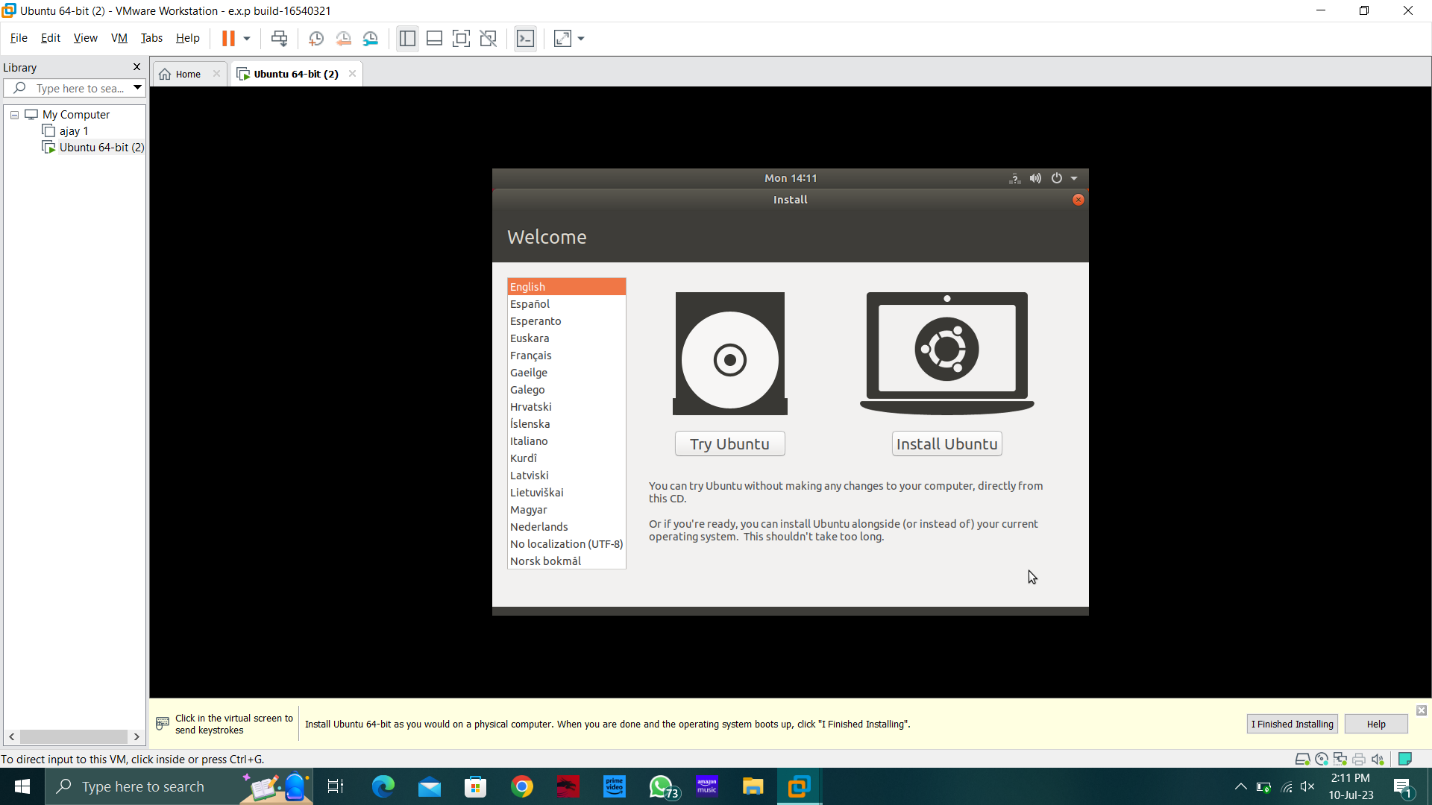 Ubuntu 64-bit (2) - VMware Workstation - e.x.p build-16540321
File Edit View VM Tabs Help
Library
Type here to sea...
Home
Ubuntu 64-bit (2)
My Computer
ajay 1
Ubuntu 64-bit (2)
Mon 14:11
Install
Welcome
English
Español
Esperanto
Euskara
Français
Gaeilge
Galego
Hrvatski
Íslenska
Italiano
Kurdî
Latviski
Lietuviškai
Magyar
Nederlands
No localization (UTF-8)
Norsk bokmål
Try Ubuntu
Install Ubuntu
You can try Ubuntu without making any changes to your computer, directly from
this CD.
Or if you're ready, you can install Ubuntu alongside (or instead of) your current
operating system. This shouldn't take too long.
Click in the virtual screen to
send keystrokes
Install Ubuntu 64-bit as you would on a physical computer. When you are done and the operating system boots up, click "I Finished Installing".
I Finished Installing
Help
To direct input to this VM, click inside or press Ctrl+G.
Type here to search
prime video
73
amazon music
2:11 PM
10-Jul-23
1